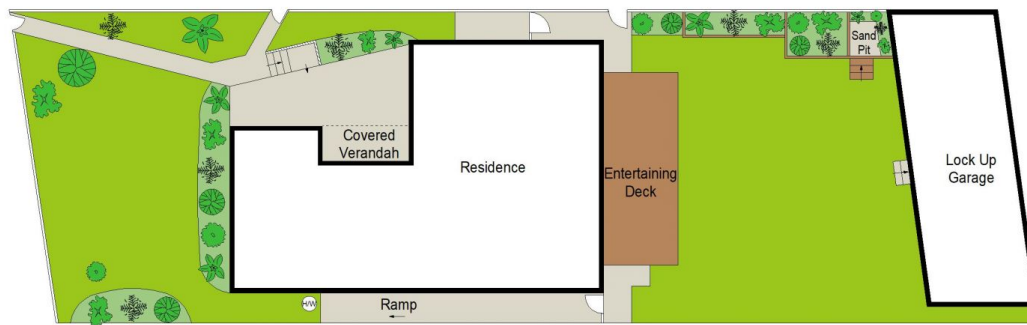 Sand
Pit
Covered
Verandah
Residence
Entertaining
Deck
Lock Up
Garage
H/W
Ramp